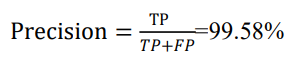 Precision = TP/TP+FP=99.58%